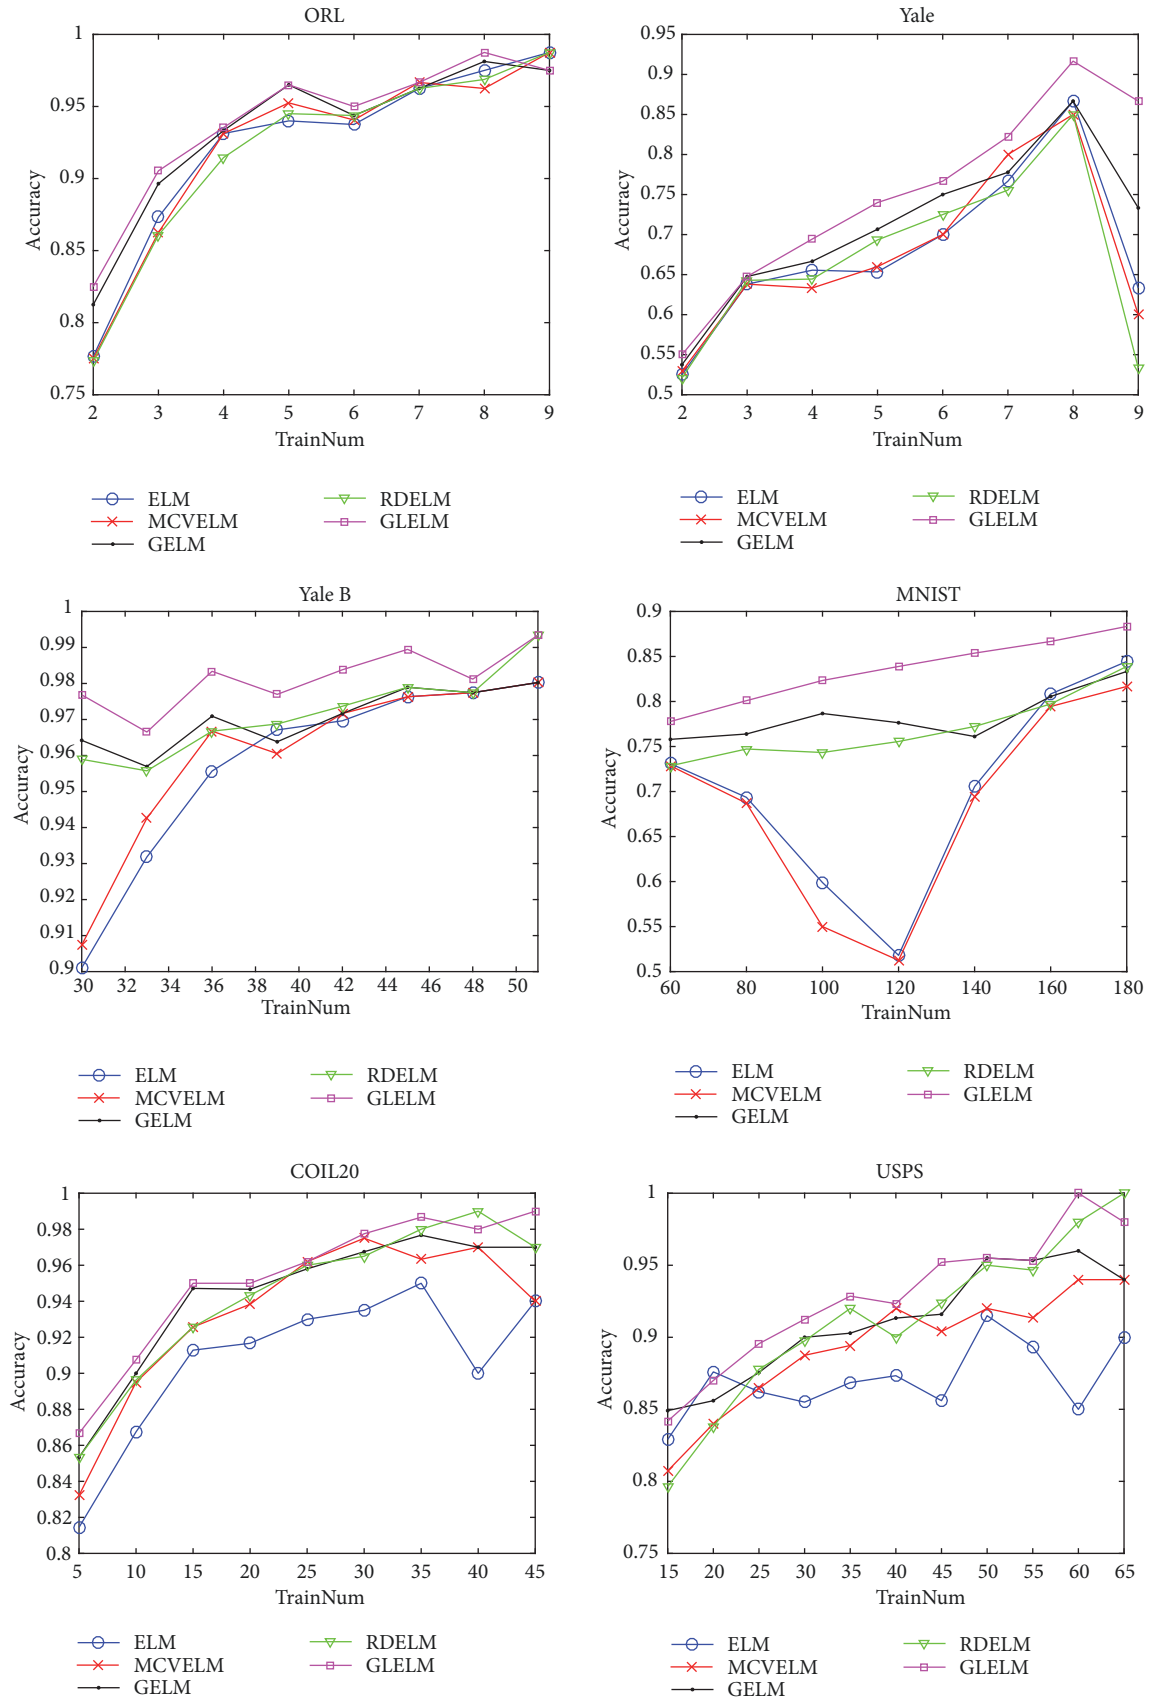 ORL
1
0.95
0.9
0.85
0.8
0.75
Accuracy
2 3 4 5 6 7 8 9
TrainNum
ELM
MCVELM
GELM
RDELM
GLELM
Yale
0.95
0.9
0.85
0.8
0.75
0.7
0.65
0.6
0.55
0.5
Accuracy
2 3 4 5 6 7 8 9
TrainNum
ELM
MCVELM
GELM
RDELM
GLELM
Yale B
1
0.99
0.98
0.97
0.96
0.95
0.94
0.93
0.92
0.91
0.9
Accuracy
30 32 34 36 38 40 42 44 46 48 50
TrainNum
ELM
MCVELM
GELM
RDELM
GLELM
MNIST
0.9
0.85
0.8
0.75
0.7
0.65
0.6
0.55
0.5
Accuracy
60 80 100 120 140 160 180
TrainNum
ELM
MCVELM
GELM
RDELM
GLELM
COIL20
1
0.98
0.96
0.94
0.92
0.9
0.88
0.86
0.84
0.82
0.8
Accuracy
5 10 15 20 25 30 35 40 45
TrainNum
ELM
MCVELM
GELM
RDELM
GLELM
USPS
1
0.95
0.9
0.85
0.8
0.75
Accuracy
15 20 25 30 35 40 45 50 55 60 65
TrainNum
ELM
MCVELM
GELM
RDELM
GLELM